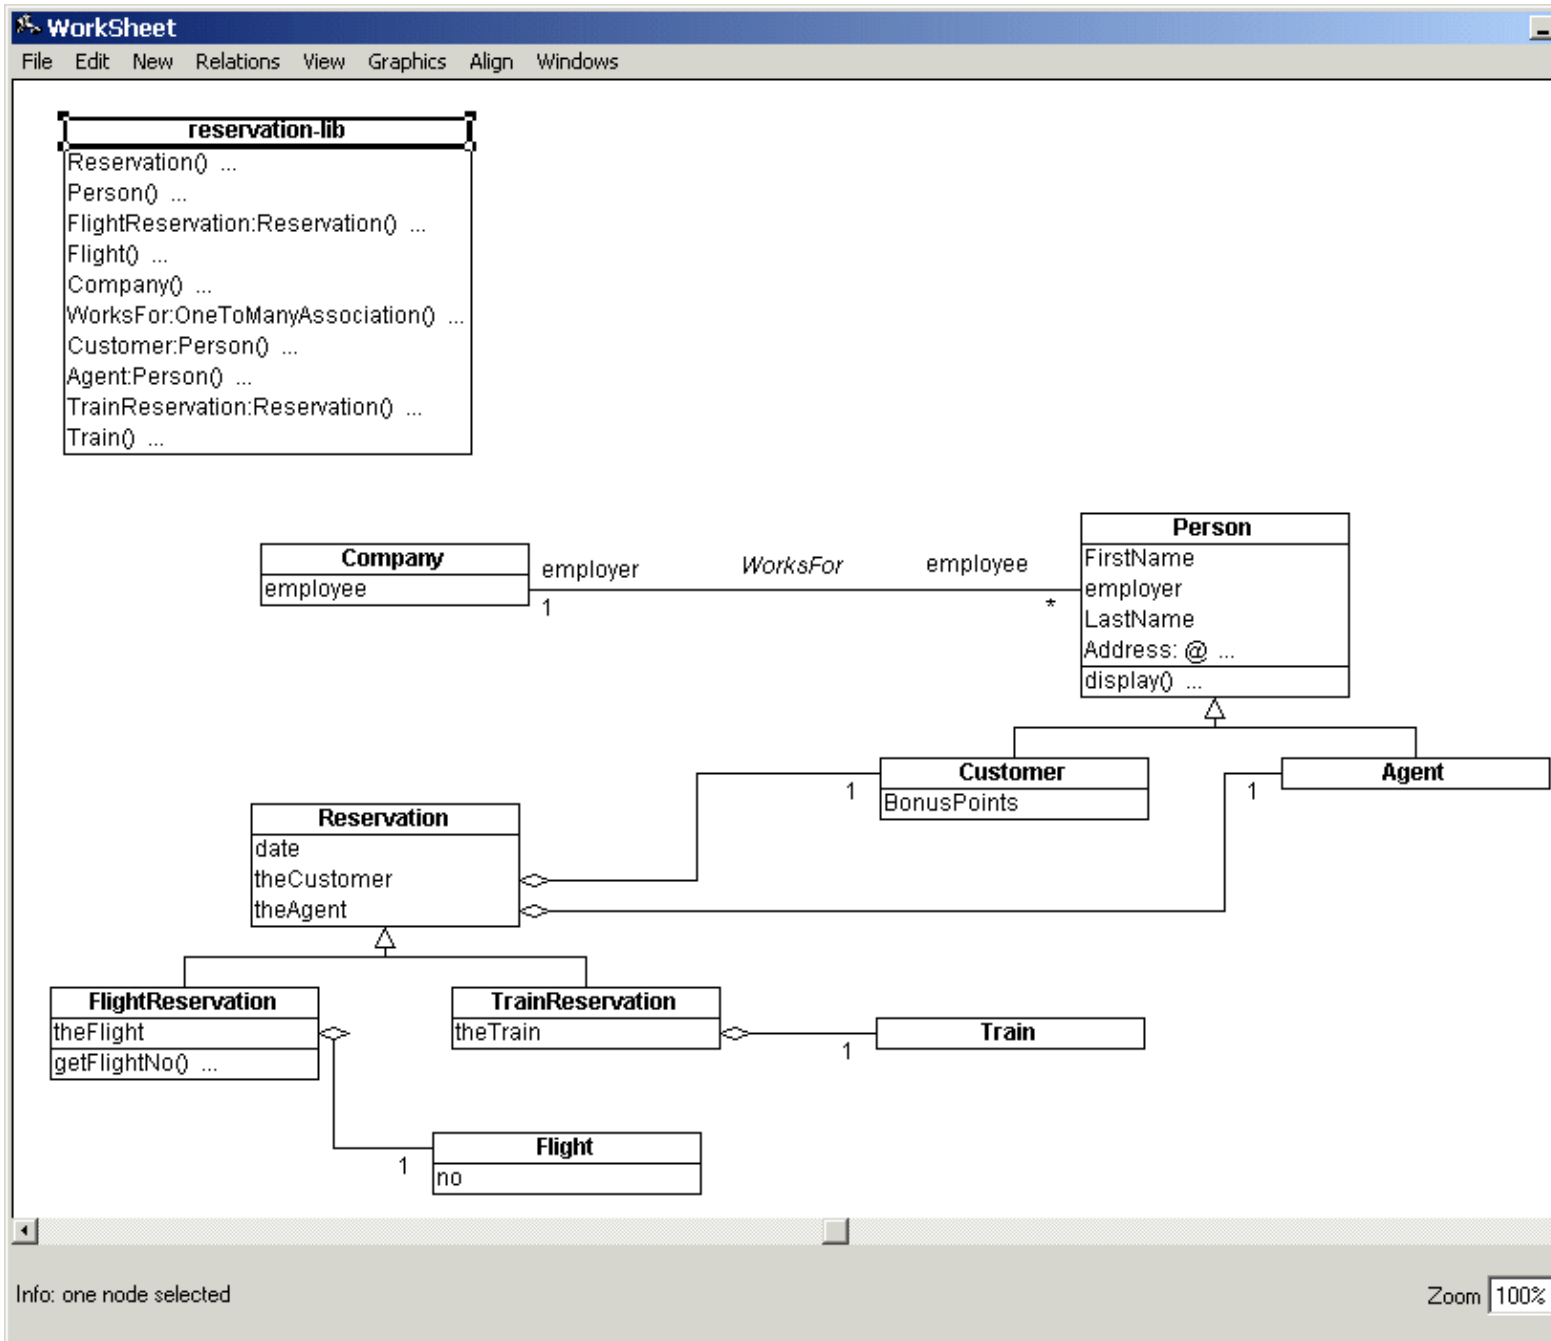 WorkSheet
File Edit New Relations View Graphics Align Windows
reservation-lib
Reservation() ...
Person() ...
FlightReservation:Reservation() ...
Flight() ...
Company() ...
WorksFor:OneToManyAssociation() ...
Customer:Person() ...
Agent:Person() ...
TrainReservation:Reservation() ...
Train() ...
Company
employee
employer WorksFor employee
1 *
Person
FirstName
employer
LastName
Address: @ ...
display() ...
Customer
BonusPoints
1
Agent
1
Reservation
date
theCustomer
theAgent
FlightReservation
theFlight
getFlightNo() ...
TrainReservation
theTrain
1
Train
1
Flight
no
Info: one node selected
Zoom 100%